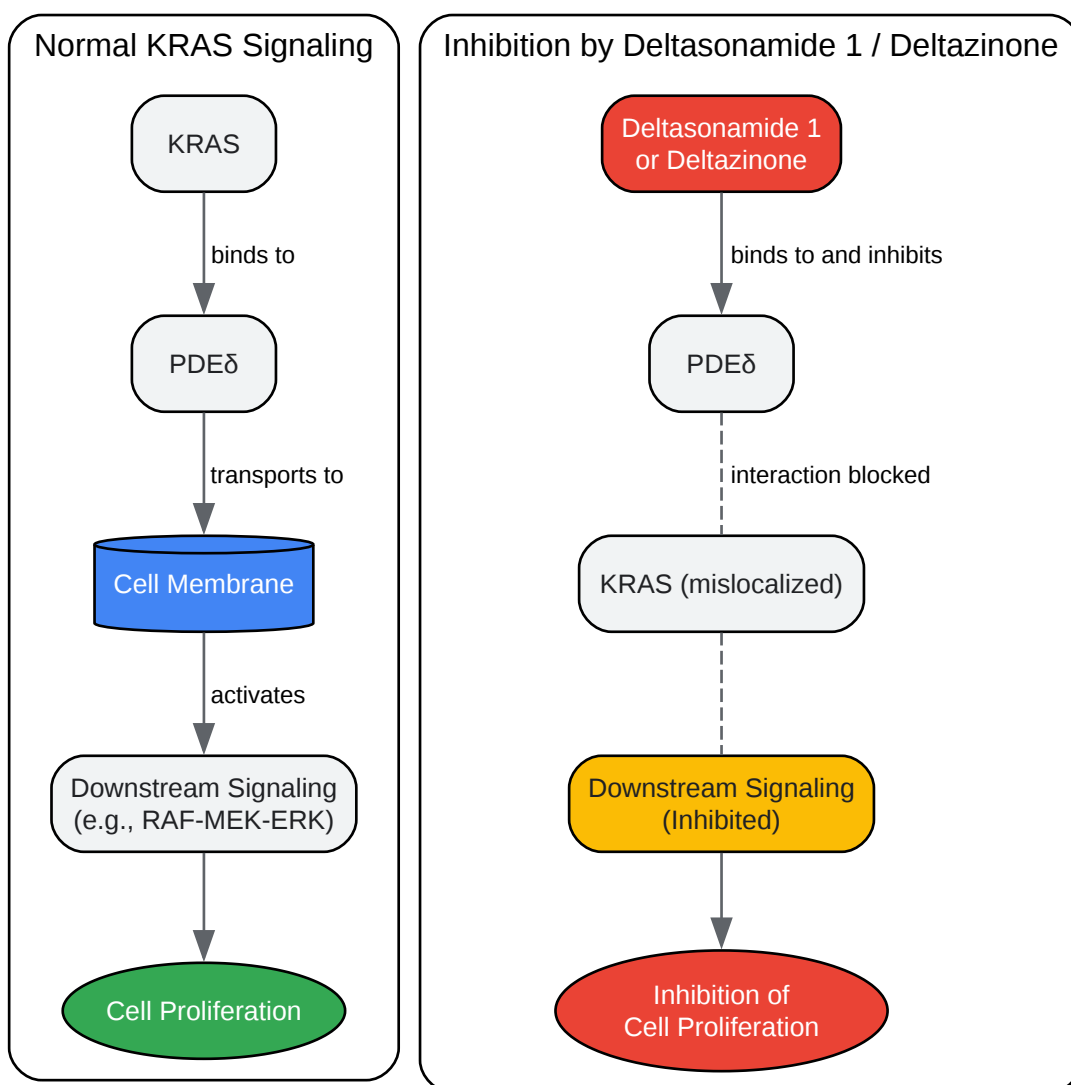 Normal KRAS Signaling
KRAS
binds to
PDEδ
transports to
Cell Membrane
activates
Downstream Signaling
(e.g., RAF-MEK-ERK)
Cell Proliferation
Inhibition by Deltasonamide 1 / Deltazinone
Deltasonamide 1
or Deltazinone
binds to and inhibits
PDEδ
interaction blocked
KRAS (mislocalized)
Downstream Signaling
(Inhibited)
Inhibition of
Cell Proliferation